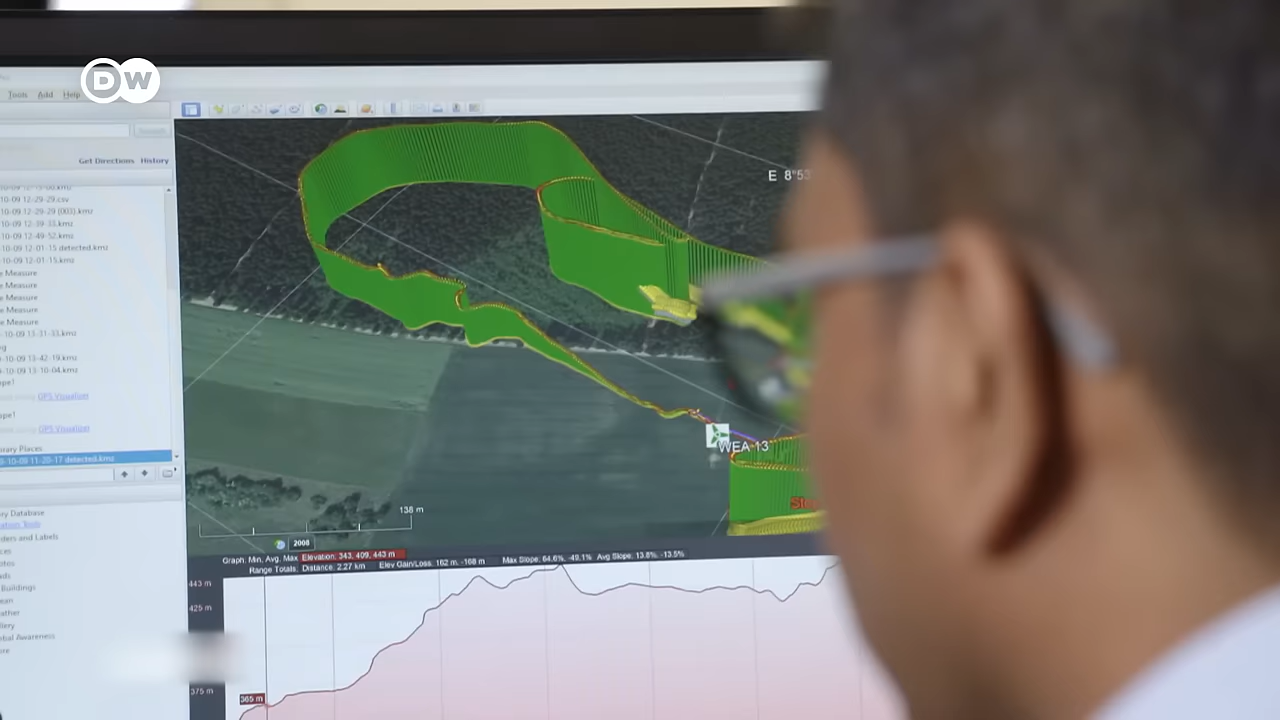 DW
Tools Add Help
Get Directions History
10-09 12-29-29.csv
10-09 12-29-29 (003).kmz
10-09 12-39-33.kmz
10-09 12-49-52.kmz
10-09 12-01-15 detected.kmz
10-09 12-01-15.kmz
Measure
Measure
Measure
Measure
Measure
10-09 13-31-33.kmz
10-09 13-42-19.kmz
10-09 13-10-04.kmz
GPS Visualizer
GPS Visualizer
Places
10-09 11-20-17 detected.kmz
Database
and Labels
Buildings
Awareness
E 8°53
WEA 13
138 m
2008
Graph: Min, Avg, Max Elevation: 343, 409, 443 m
Range Totals: Distance: 2.27 km Elev Gain/Loss: 162 m, -168 m Max Slope: 64.6%, -49.1% Avg Slope: 13.8%, -13.5%
443 m
425 m
375 m
365 m